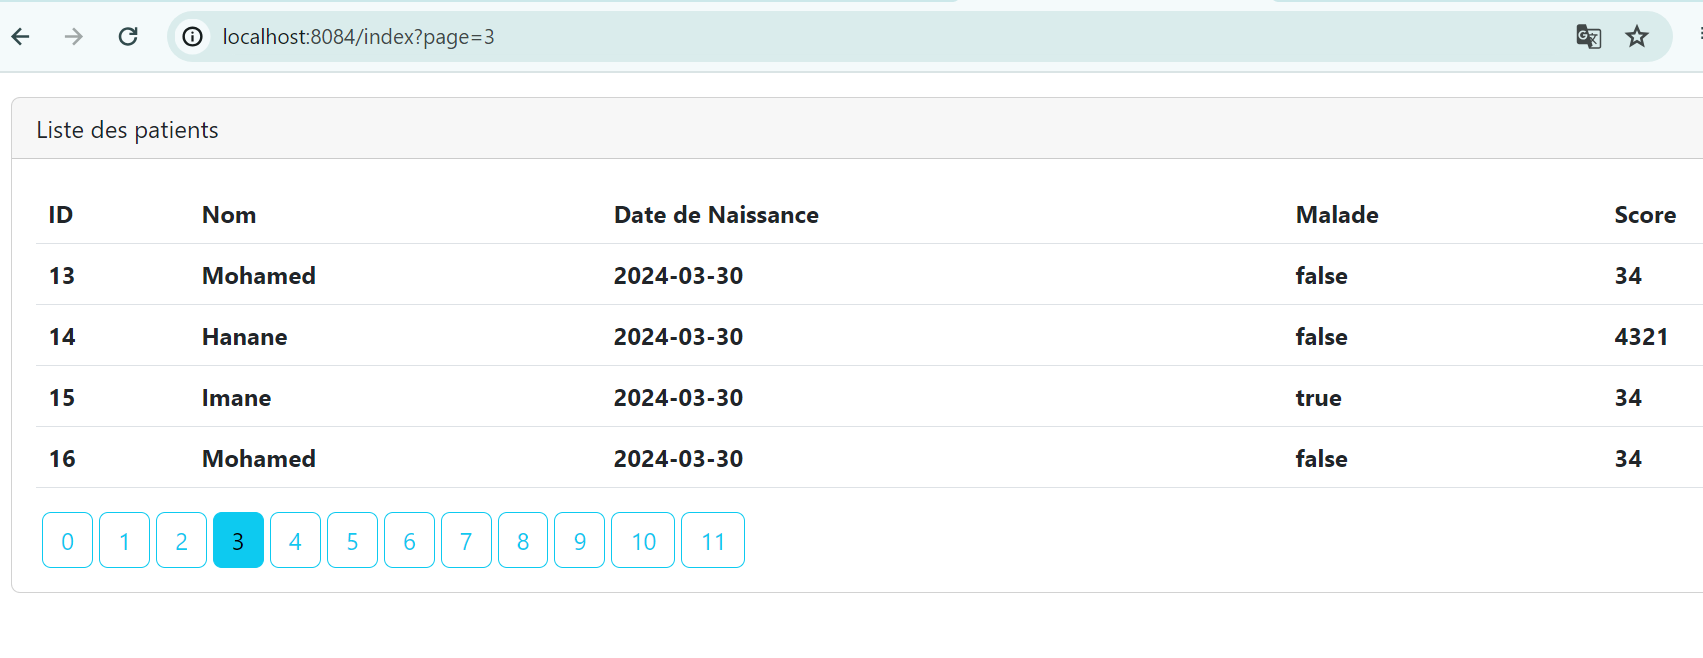 localhost:8084/index?page=3
Liste des patients
ID Nom Date de Naissance Malade Score
13 Mohamed 2024-03-30 false 34
14 Hanane 2024-03-30 false 4321
15 Imane 2024-03-30 true 34
16 Mohamed 2024-03-30 false 34
0 1 2 3 4 5 6 7 8 9 10 11